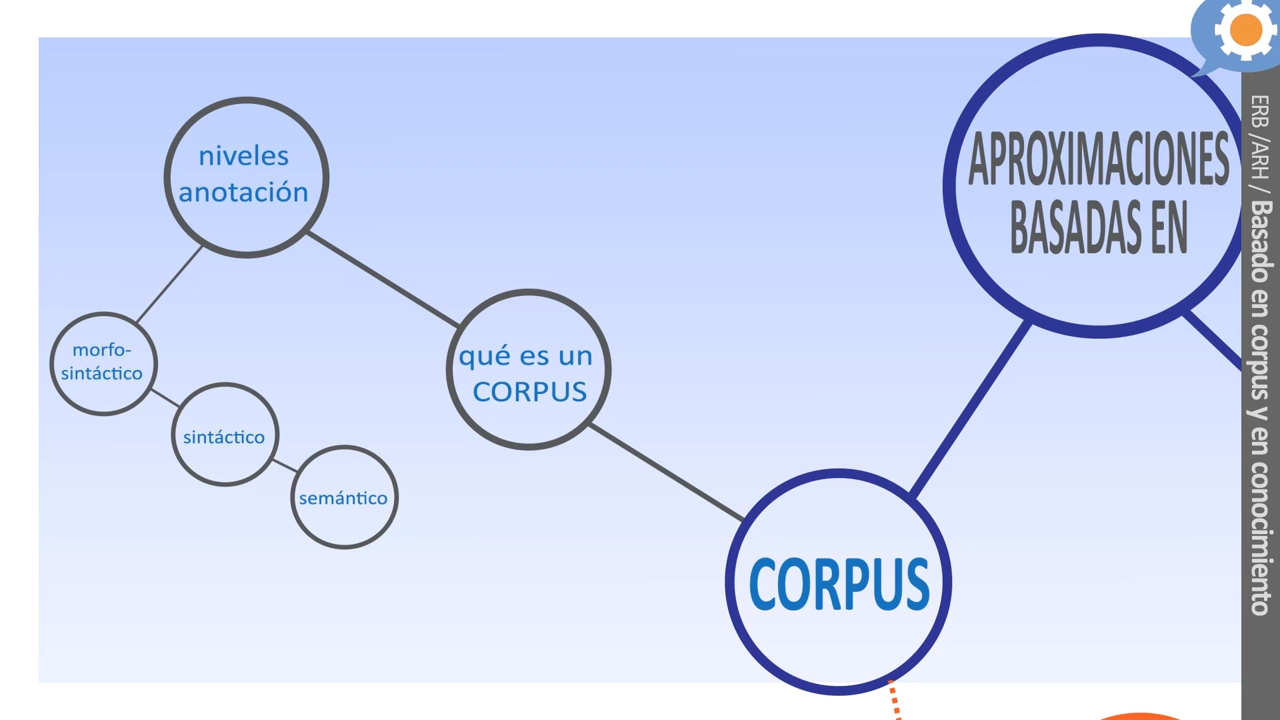 niveles
anotación
morfo-
sintáctico
sintáctico
semántico
qué es un
CORPUS
CORPUS
APROXIMACIONES
BASADAS EN
ERB /ARH / Basado en corpus y en conocimiento